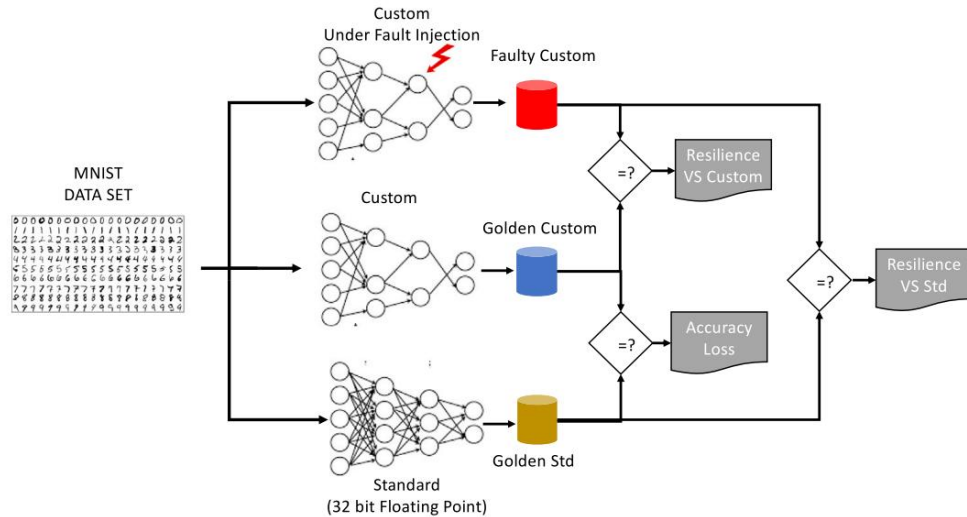 Custom
Under Fault Injection
Faulty Custom
=?
Resilience
VS Custom
MNIST
DATA SET
Custom
Golden Custom
=?
Resilience
VS Std
=?
Accuracy
Loss
Golden Std
Standard
(32 bit Floating Point)